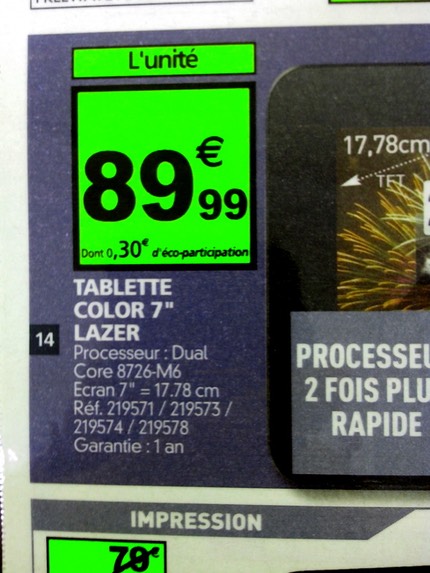 L'unité
89€99
Dont 0,30€ d'éco-participation
17,78cm
TFT
TABLETTE
COLOR 7"
LAZER
14
Processeur : Dual
Core 8726-M6
Ecran 7" = 17.78 cm
Réf. 219571 / 219573 /
219574 / 219578
Garantie : 1 an
PROCESSEU
2 FOIS PLU
RAPIDE
IMPRESSION
79€